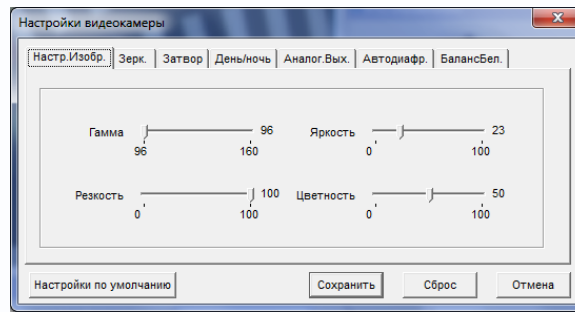 Настройки видеокамеры
Настр.Изобр. Зерк. Затвор День/ночь Аналог.Вых. Автодиафр. БалансБел.
Гамма 96 Яркость 23
96 160 0 100
Резкость 100 Цветность 50
0 100 0 100
Настройки по умолчанию Сохранить Сброс Отмена